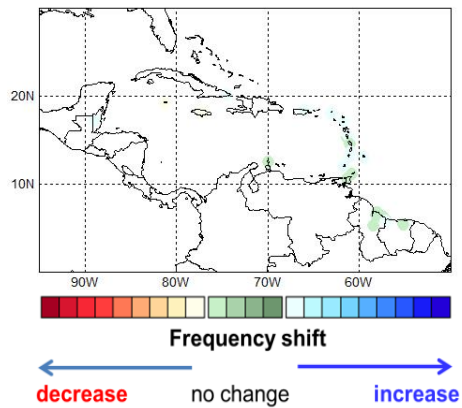 20N
10N
90W 80W 70W 60W
Frequency shift
decrease no change increase